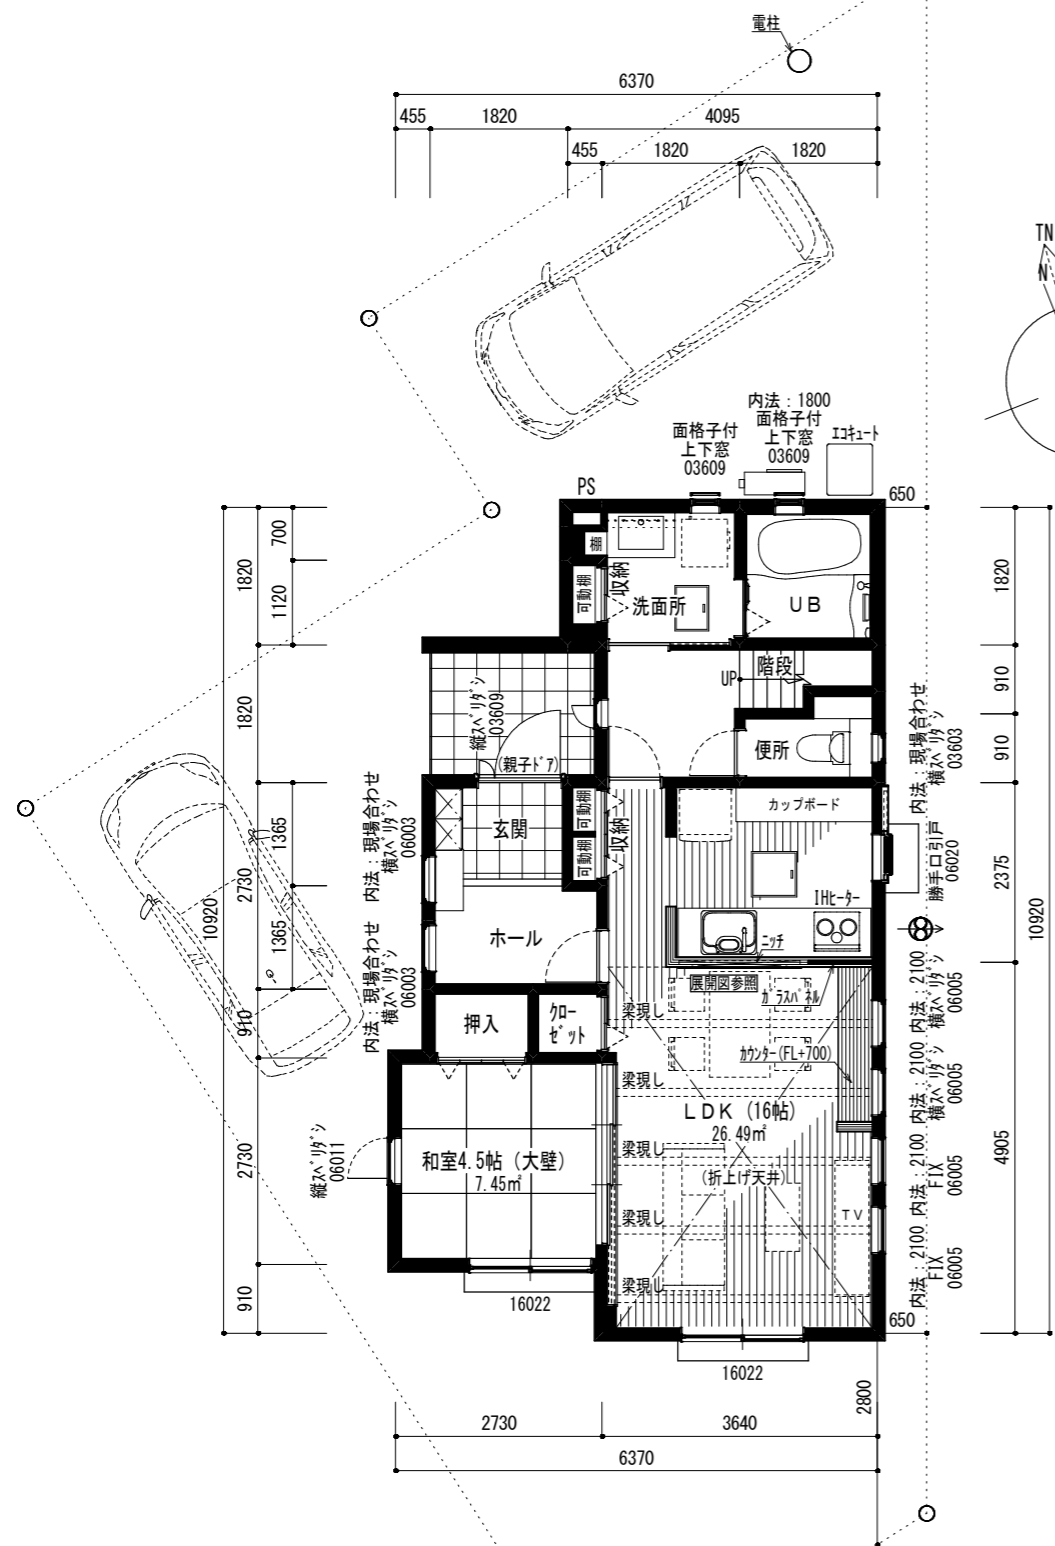 電柱
6370
455
1820
4095
455
1820
1820
TN
N
内法：1800
面格子付
上下窓
03609
面格子付
上下窓
03609
エコキュート
PS
650
700
1820
1120
棚
可動棚
収納
洗面所
UB
1820
UP
階段
910
1820
縦スベリダシ
03609
(親子ドア)
便所
910
内法：現場合わせ
横スベリダシ
03603
1365
2730
10920
1365
内法：現場合わせ
横スベリダシ
06003
玄関
可動棚
可動棚
収納
カップボード
勝手口引戸
06020
2375
10920
IHヒーター
ニッチ
ホール
内法：現場合わせ
横スベリダシ
06003
展開図参照
ガラスパネル
内法：2100
横スベリダシ
06005
910
押入
クロー
ゼット
梁現し
カウンター(FL+700)
内法：2100
横スベリダシ
06005
梁現し
LDK（16帖）
26.49㎡
4905
2730
縦スベリダシ
06011
和室4.5帖（大壁）
7.45㎡
梁現し
(折上げ天井)
内法：2100
FIX
06005
TV
梁現し
内法：2100
FIX
06005
910
梁現し
16022
650
16022
2800
2730
3640
6370